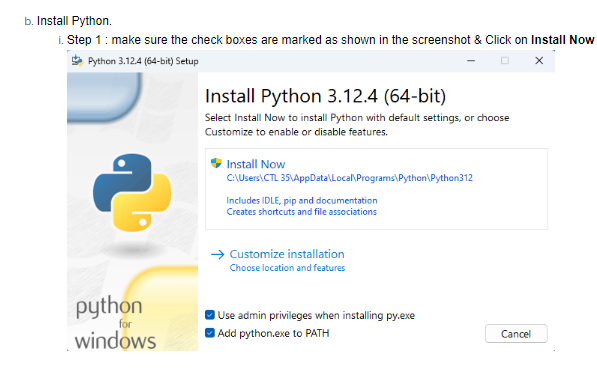 b. Install Python.
i. Step 1 : make sure the check boxes are marked as shown in the screenshot & Click on Install Now
Python 3.12.4 (64-bit) Setup
Install Python 3.12.4 (64-bit)
Select Install Now to install Python with default settings, or choose
Customize to enable or disable features.
Install Now
C:\Users\CTL 35\AppData\Local\Programs\Python\Python312
Includes IDLE, pip and documentation
Creates shortcuts and file associations
Customize installation
Choose location and features
python
for
windows
Use admin privileges when installing py.exe
Add python.exe to PATH
Cancel